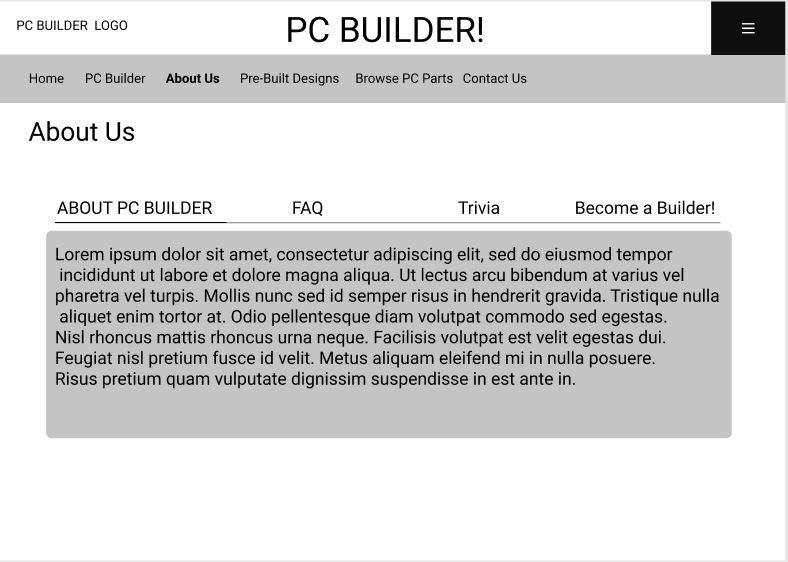 PC BUILDER LOGO
PC BUILDER!
Home PC Builder About Us Pre-Built Designs Browse PC Parts Contact Us
About Us
ABOUT PC BUILDER FAQ Trivia Become a Builder!
Lorem ipsum dolor sit amet, consectetur adipiscing elit, sed do eiusmod tempor
incididunt ut labore et dolore magna aliqua. Ut lectus arcu bibendum at varius vel
pharetra vel turpis. Mollis nunc sed id semper risus in hendrerit gravida. Tristique nulla
aliquet enim tortor at. Odio pellentesque diam volutpat commodo sed egestas.
Nisl rhoncus mattis rhoncus urna neque. Facilisis volutpat est velit egestas dui.
Feugiat nisl pretium fusce id velit. Metus aliquam eleifend mi in nulla posuere.
Risus pretium quam vulputate dignissim suspendisse in est ante in.